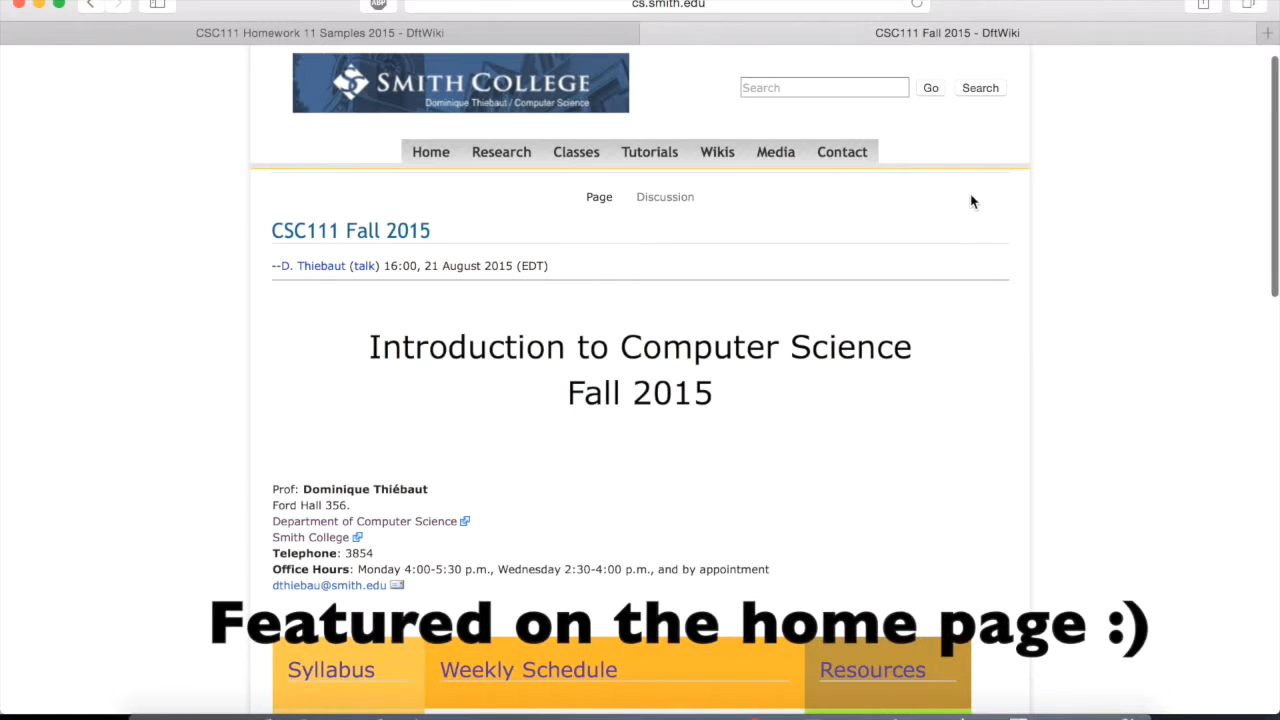 cs.smith.edu
ABP
CSC111 Homework 11 Samples 2015 - DftWiki
CSC111 Fall 2015 - DftWiki
SMITH COLLEGE
Dominique Thiebaut / Computer Science
Search
Go
Search
Home Research Classes Tutorials Wikis Media Contact
Page Discussion
CSC111 Fall 2015
--D. Thiebaut (talk) 16:00, 21 August 2015 (EDT)
Introduction to Computer Science
Fall 2015
Prof: Dominique Thiébaut
Ford Hall 356.
Department of Computer Science
Smith College
Telephone: 3854
Office Hours: Monday 4:00-5:30 p.m., Wednesday 2:30-4:00 p.m., and by appointment
dthiebau@smith.edu
Featured on the home page :)
Syllabus
Weekly Schedule
Resources